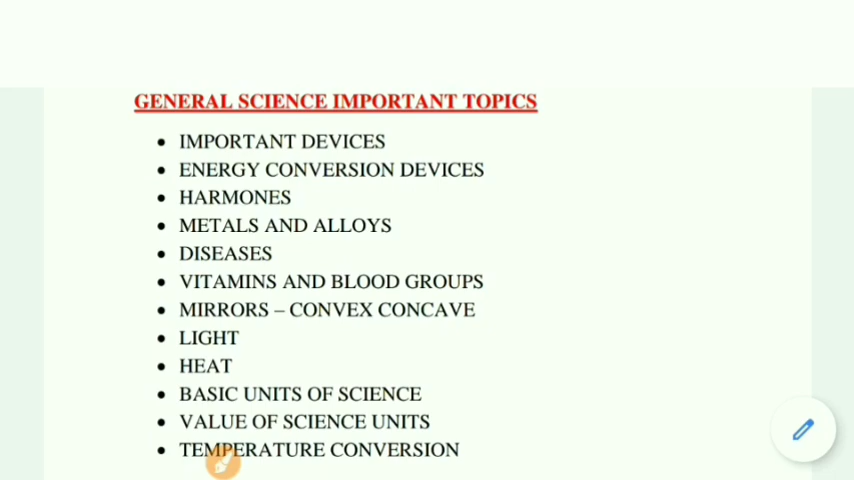 GENERAL SCIENCE IMPORTANT TOPICS
• IMPORTANT DEVICES
• ENERGY CONVERSION DEVICES
• HARMONES
• METALS AND ALLOYS
• DISEASES
• VITAMINS AND BLOOD GROUPS
• MIRRORS – CONVEX CONCAVE
• LIGHT
• HEAT
• BASIC UNITS OF SCIENCE
• VALUE OF SCIENCE UNITS
• TEMPERATURE CONVERSION